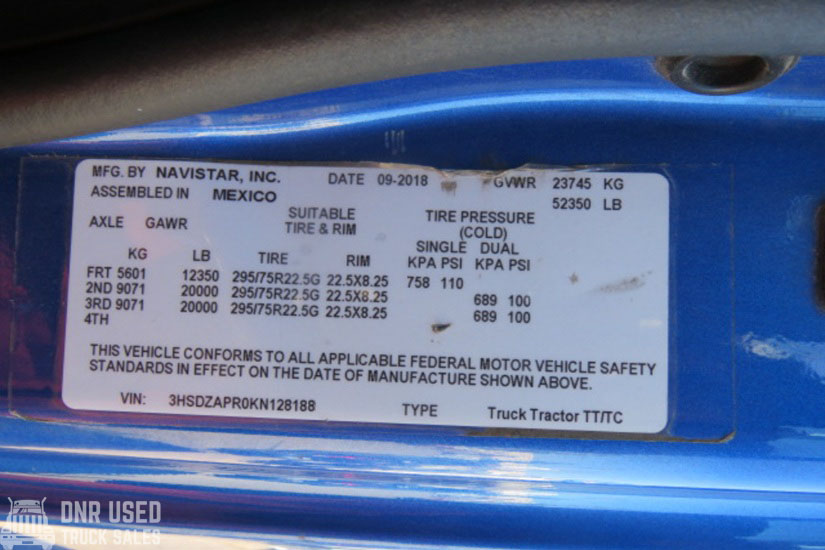 MFG. BY NAVISTAR, INC. DATE 09-2018 GVWR 23745 KG
ASSEMBLED IN MEXICO 52350 LB
AXLE GAWR SUITABLE TIRE PRESSURE
TIRE & RIM (COLD)
SINGLE DUAL
KG LB TIRE RIM KPA PSI KPA PSI
FRT 5601 12350 295/75R22.5G 22.5X8.25 758 110
2ND 9071 20000 295/75R22.5G 22.5X8.25 689 100
3RD 9071 20000 295/75R22.5G 22.5X8.25 689 100
4TH
THIS VEHICLE CONFORMS TO ALL APPLICABLE FEDERAL MOTOR VEHICLE SAFETY
STANDARDS IN EFFECT ON THE DATE OF MANUFACTURE SHOWN ABOVE.
VIN: 3HSDZAPR0KN128188 TYPE Truck Tractor TT/TC
DNR USED
TRUCK SALES